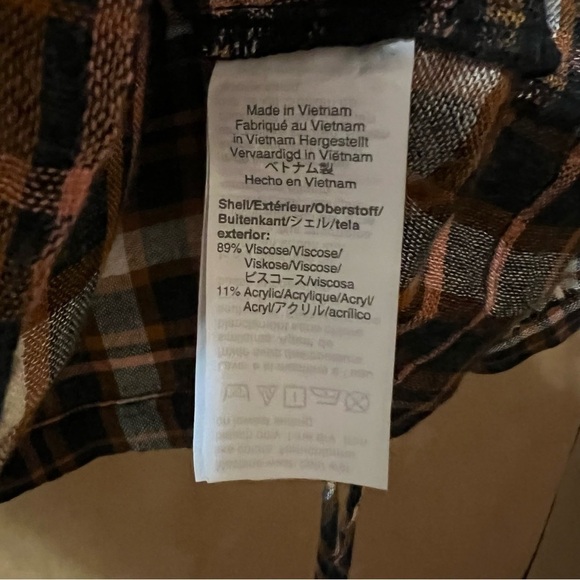 Made in Vietnam
Fabriqué au Vietnam
in Vietnam Hergestellt
Vervaardigd in Vietnam
ベトナム製
Hecho en Vietnam
Shell/Extérieur/Oberstoff/
Buitenkant/シェル/tela
exterior:
89% Viscose/Viscose/
Viskose/Viscose/
ビスコース/viscosa
11% Acrylic/Acrylique/Acryl/
Acryl/アクリル/acrílico